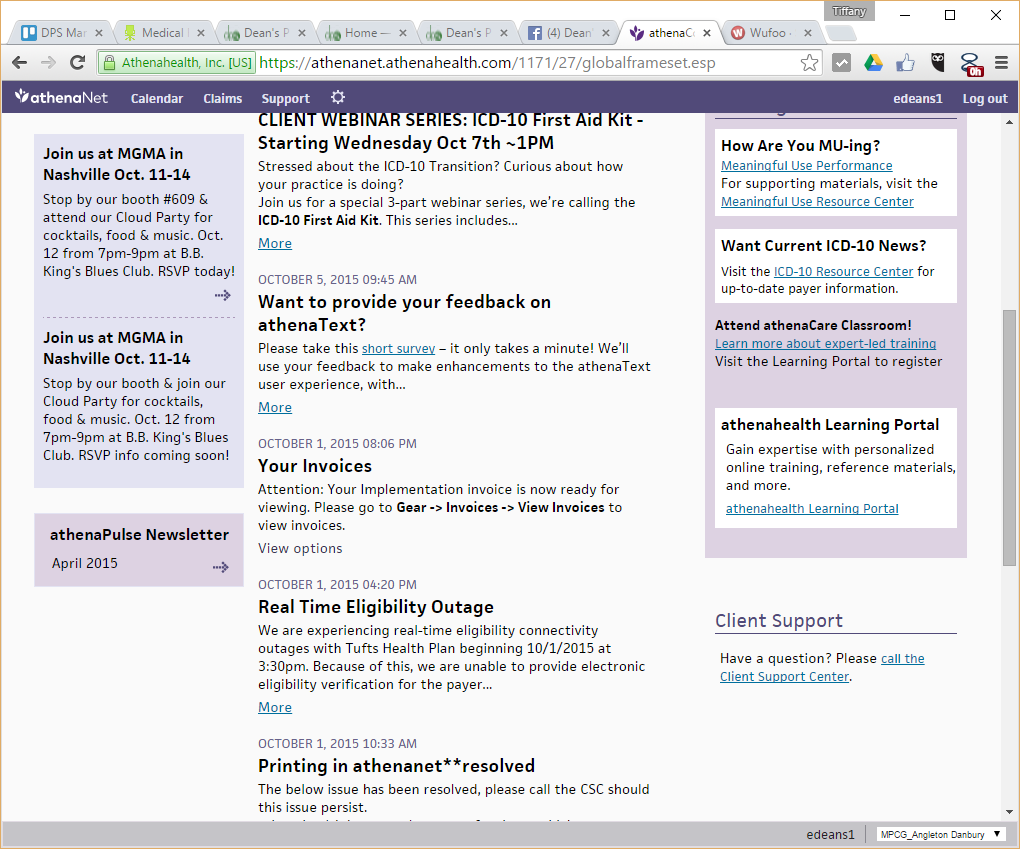 Tiffany
DPS Mar
Medical
Dean's P
Home —
Dean's P
(4) Dean'
athenaCo
Wufoo
Athenahealth, Inc. [US]
https://athenanet.athenahealth.com/1171/27/globalframeset.esp
0h
athenaNet
Calendar
Claims
Support
edeans1
Log out
Join us at MGMA in
Nashville Oct. 11-14
Stop by our booth #609 &
attend our Cloud Party for
cocktails, food & music. Oct.
12 from 7pm-9pm at B.B.
King's Blues Club. RSVP today!
Join us at MGMA in
Nashville Oct. 11-14
Stop by our booth & join our
Cloud Party for cocktails,
food & music. Oct. 12 from
7pm-9pm at B.B. King's Blues
Club. RSVP info coming soon!
athenaPulse Newsletter
April 2015
CLIENT WEBINAR SERIES: ICD-10 First Aid Kit -
Starting Wednesday Oct 7th ~1PM
Stressed about the ICD-10 Transition? Curious about how
your practice is doing?
Join us for a special 3-part webinar series, we're calling the
ICD-10 First Aid Kit. This series includes...
More
OCTOBER 5, 2015 09:45 AM
Want to provide your feedback on
athenaText?
Please take this short survey – it only takes a minute! We'll
use your feedback to make enhancements to the athenaText
user experience, with...
More
OCTOBER 1, 2015 08:06 PM
Your Invoices
Attention: Your Implementation invoice is now ready for
viewing. Please go to Gear -> Invoices -> View Invoices to
view invoices.
View options
OCTOBER 1, 2015 04:20 PM
Real Time Eligibility Outage
We are experiencing real-time eligibility connectivity
outages with Tufts Health Plan beginning 10/1/2015 at
3:30pm. Because of this, we are unable to provide electronic
eligibility verification for the payer...
More
OCTOBER 1, 2015 10:33 AM
Printing in athenanet**resolved
The below issue has been resolved, please call the CSC should
this issue persist.
How Are You MU-ing?
Meaningful Use Performance
For supporting materials, visit the
Meaningful Use Resource Center
Want Current ICD-10 News?
Visit the ICD-10 Resource Center for
up-to-date payer information.
Attend athenaCare Classroom!
Learn more about expert-led training
Visit the Learning Portal to register
athenahealth Learning Portal
Gain expertise with personalized
online training, reference materials,
and more.
athenahealth Learning Portal
Client Support
Have a question? Please call the
Client Support Center.
edeans1
MPCG_Angleton Danbury